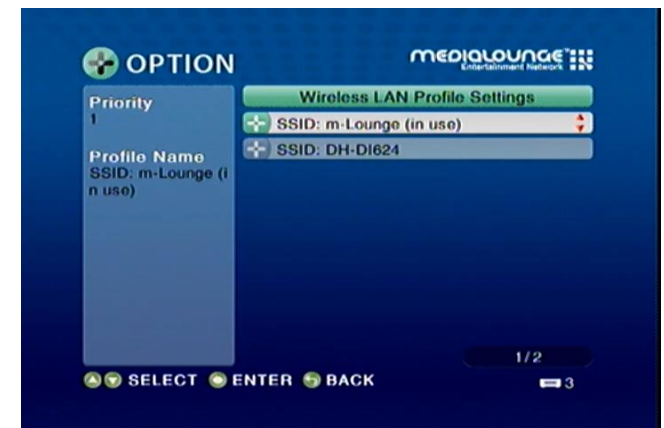 OPTION
MEDIALOUNGE™
Entertainment Network
Priority
1
Profile Name
SSID: m-Lounge (i
n use)
Wireless LAN Profile Settings
SSID: m-Lounge (in use)
SSID: DH-DI624
1/2
SELECT ENTER BACK
3